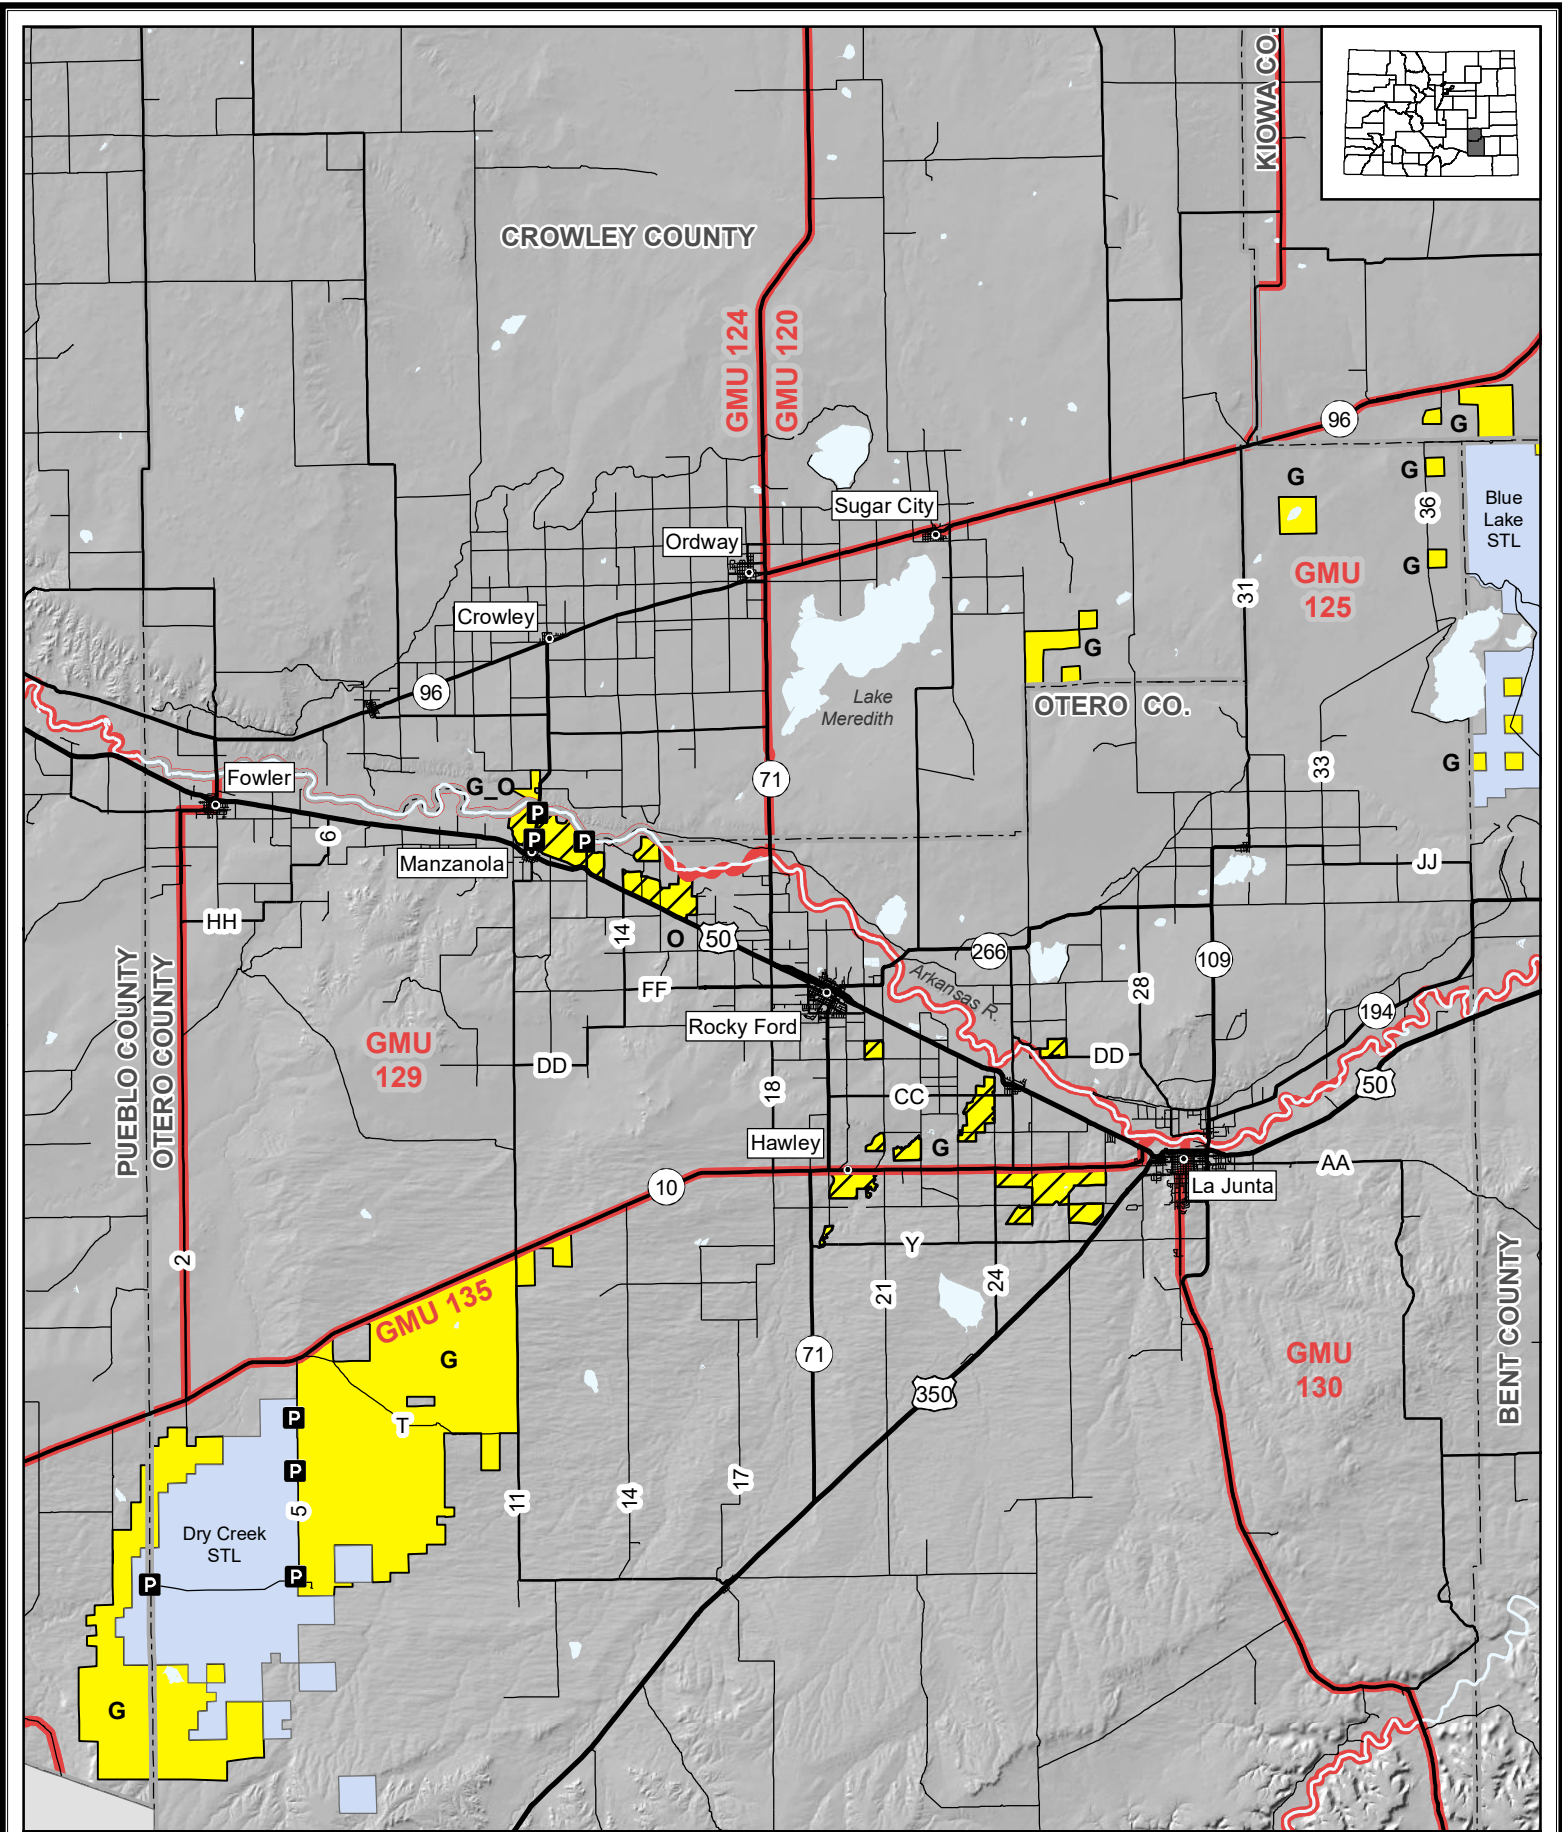 KIOWA CO.
CROWLEY COUNTY
GMU 124
GMU 120
96
G
G
G
36
Blue
Lake
STL
Sugar City
Ordway
G
GMU
125
31
Crowley
G
96
Lake
Meredith
OTERO CO.
33
G
71
Fowler
G_O
P
P
P
6
Manzanola
JJ
HH
14
O
50
266
109
28
FF
Arkansas R.
194
PUEBLO COUNTY
OTERO COUNTY
Rocky Ford
GMU
129
DD
DD
50
18
CC
Hawley
G
AA
10
La Junta
2
Y
21
24
GMU 135
G
71
GMU
130
BENT COUNTY
350
P
T
P
5
11
14
17
Dry Creek
STL
P
P
G